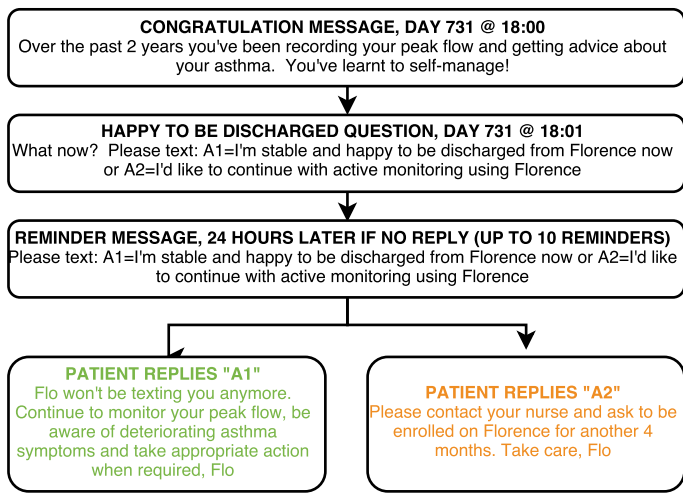 CONGRATULATION MESSAGE, DAY 731 @ 18:00
Over the past 2 years you've been recording your peak flow and getting advice about
your asthma.  You've learnt to self-manage!
HAPPY TO BE DISCHARGED QUESTION, DAY 731 @ 18:01
What now?  Please text: A1=I'm stable and happy to be discharged from Florence now
or A2=I'd like to continue with active monitoring using Florence
REMINDER MESSAGE, 24 HOURS LATER IF NO REPLY (UP TO 10 REMINDERS)
Please text: A1=I'm stable and happy to be discharged from Florence now or A2=I'd like
to continue with active monitoring using Florence
PATIENT REPLIES "A1"
Flo won't be texting you anymore.
Continue to monitor your peak flow, be
aware of deteriorating asthma
symptoms and take appropriate action
when required, Flo
PATIENT REPLIES "A2"
Please contact your nurse and ask to be
enrolled on Florence for another 4
months. Take care, Flo